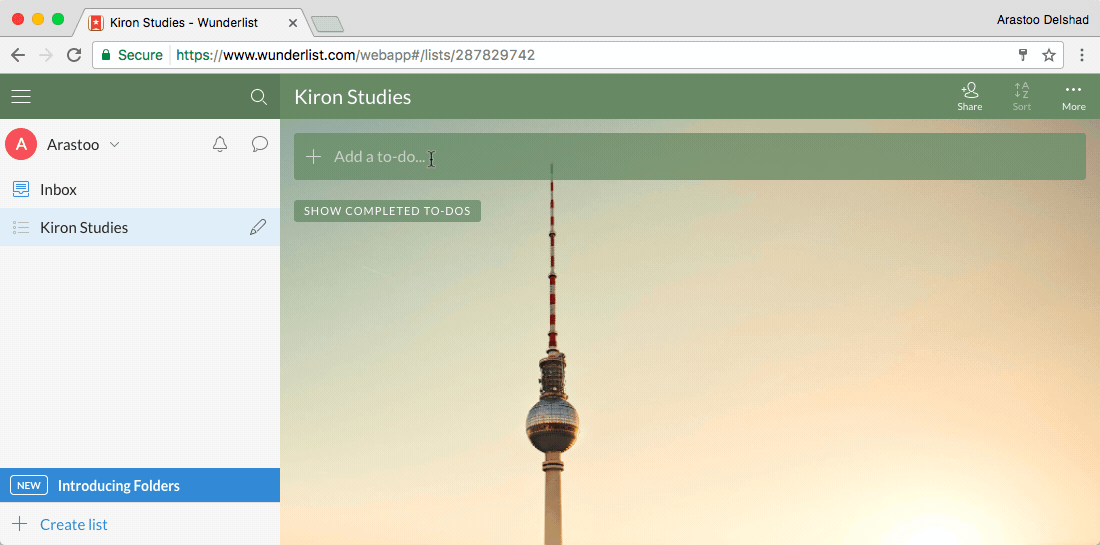 Kiron Studies - Wunderlist
Arastoo Delshad
Secure
https://www.wunderlist.com/webapp#/lists/287829742
Kiron Studies
Share
Sort
More
A
Arastoo
Add a to-do...
Inbox
Kiron Studies
SHOW COMPLETED TO-DOS
NEW Introducing Folders
Create list